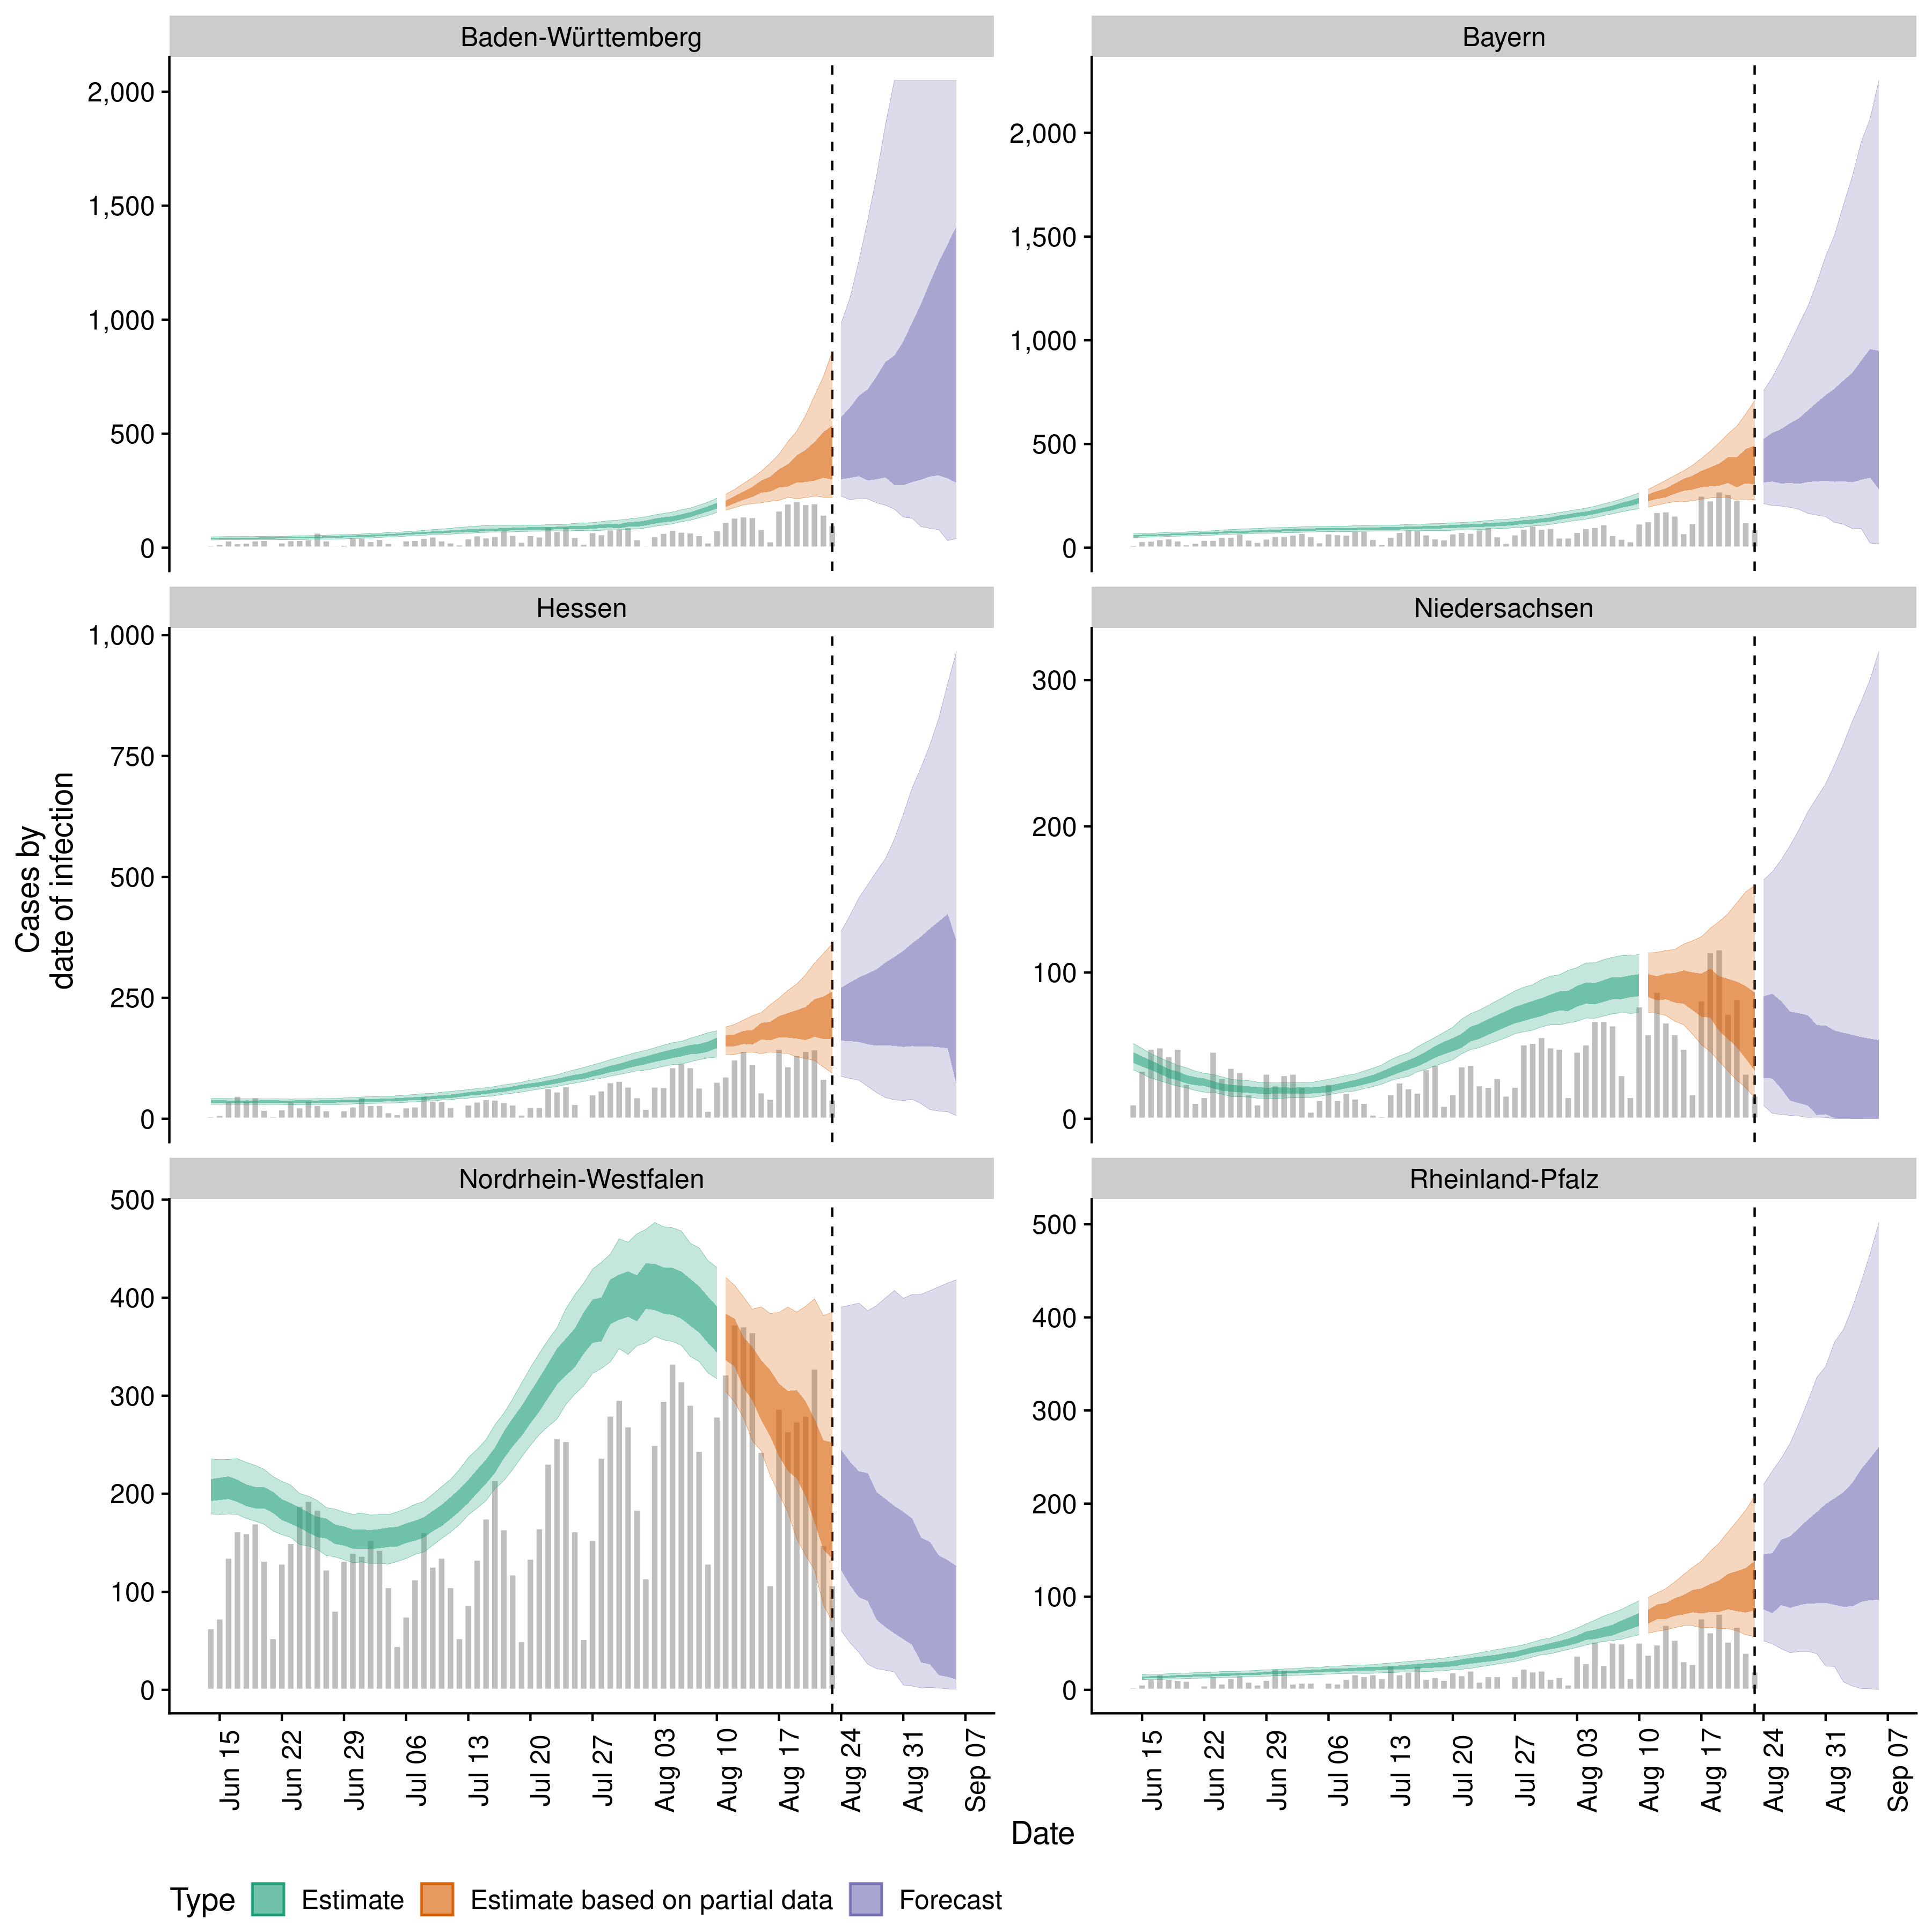 Baden-Württemberg
Bayern
2,000
1,500
1,000
500
0
2,000
1,500
1,000
500
0
Hessen
Niedersachsen
1,000
750
500
250
0
300
200
100
0
Nordrhein-Westfalen
Rheinland-Pfalz
500
400
300
200
100
0
500
400
300
200
100
0
Cases by
date of infection
Jun 15
Jun 22
Jun 29
Jul 06
Jul 13
Jul 20
Jul 27
Aug 03
Aug 10
Aug 17
Aug 24
Aug 31
Sep 07
Jun 15
Jun 22
Jun 29
Jul 06
Jul 13
Jul 20
Jul 27
Aug 03
Aug 10
Aug 17
Aug 24
Aug 31
Sep 07
Date
Type Estimate Estimate based on partial data Forecast